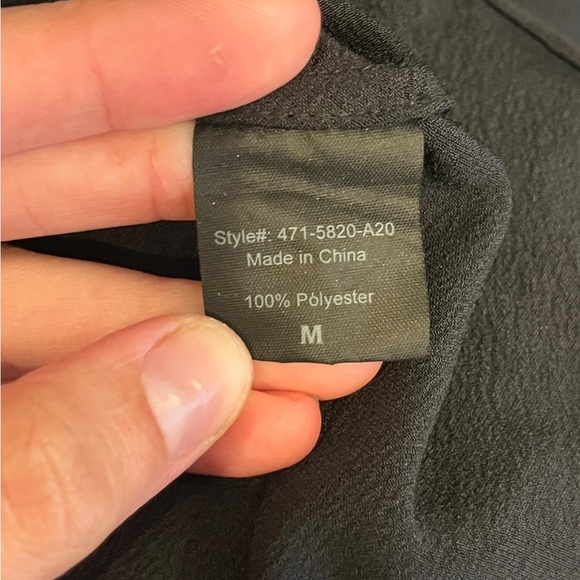 Style#: 471-5820-A20
Made in China
100% Polyester
M